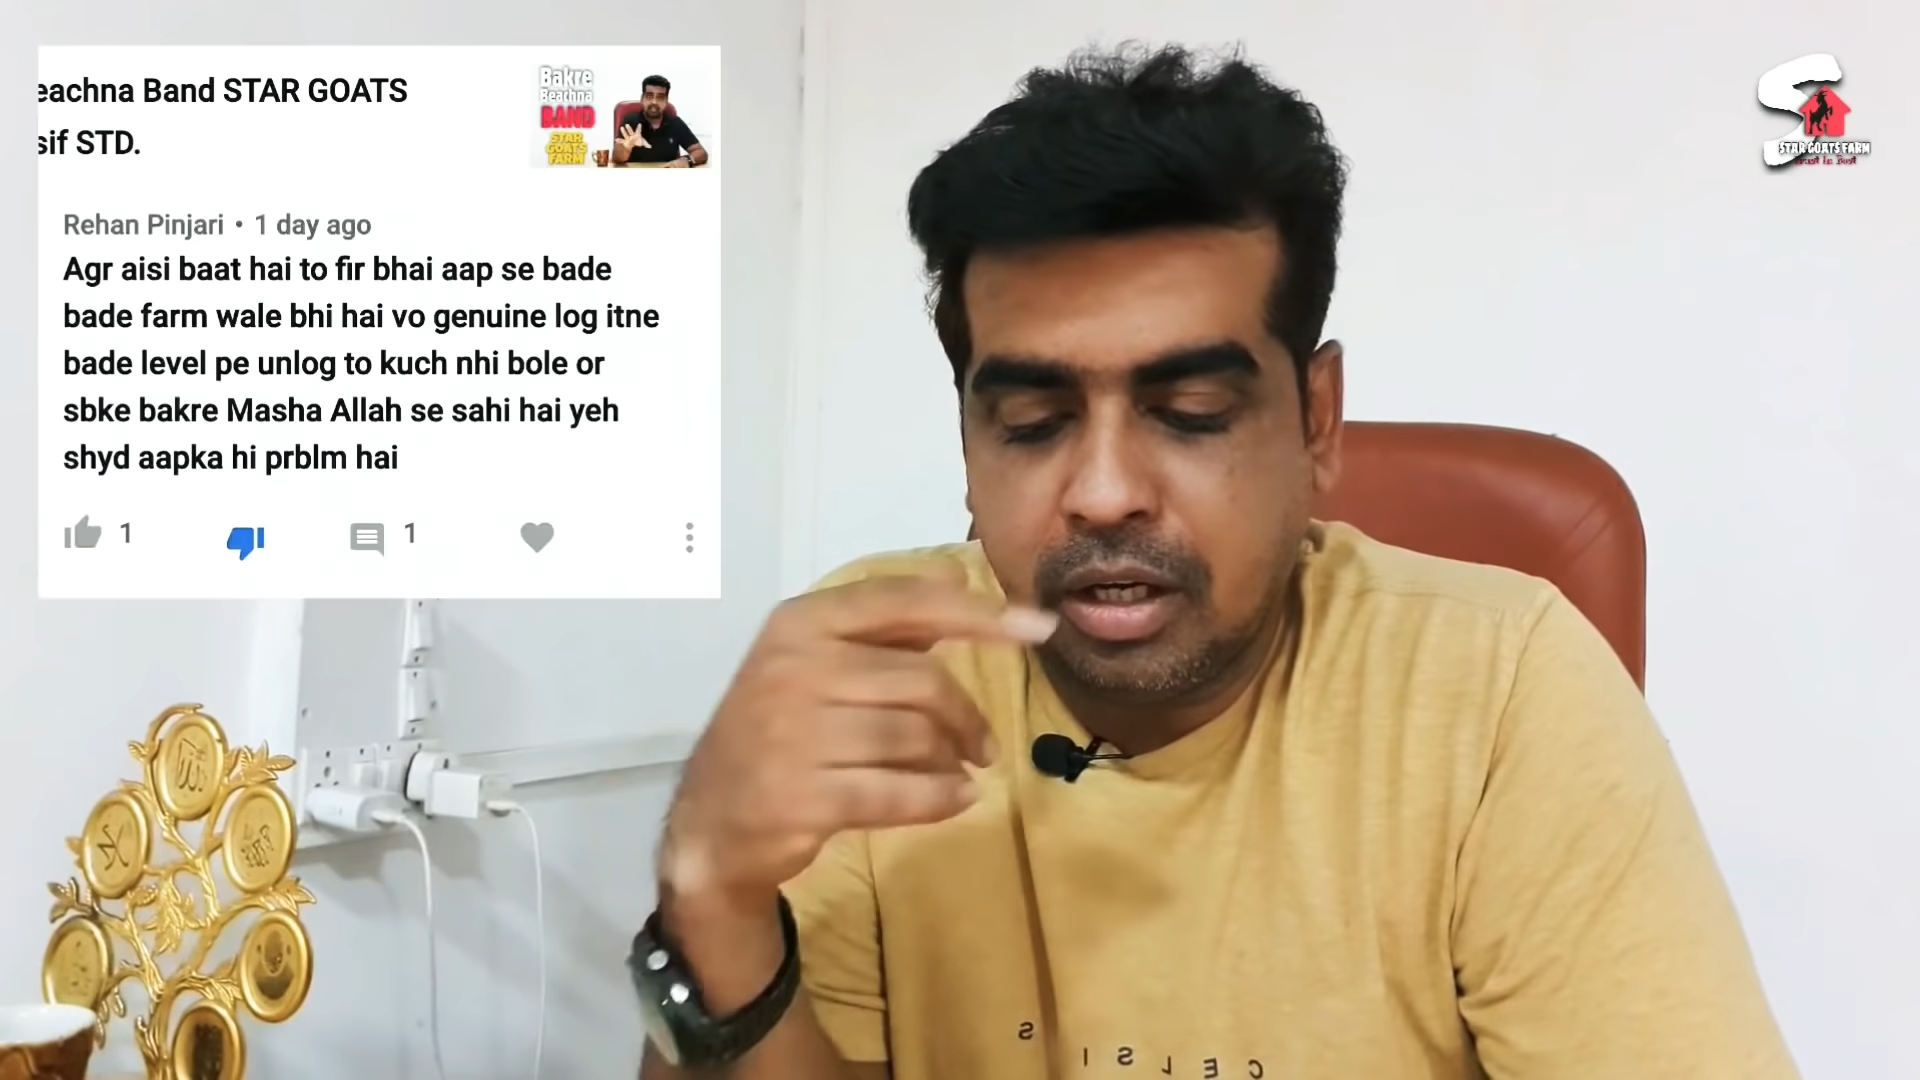 eachna Band STAR GOATS
sif STD.
Bakre
Beachna
BAND
STAR
GOATS
FARM
Rehan Pinjari • 1 day ago
Agr aisi baat hai to fir bhai aap se bade
bade farm wale bhi hai vo genuine log itne
bade level pe unlog to kuch nhi bole or
sbke bakre Masha Allah se sahi hai yeh
shyd aapka hi prblm hai
1
1
S
STAR GOATS FARM